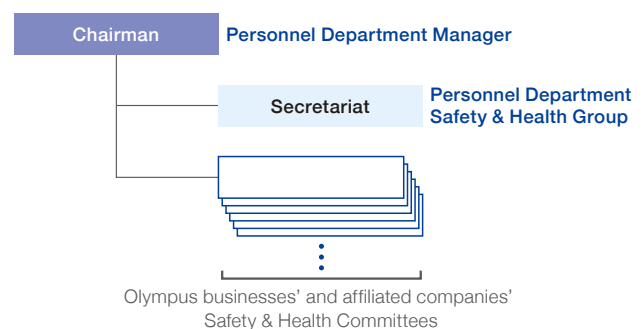 Chairman
Personnel Department Manager
Secretariat
Personnel Department
Safety & Health Group
Olympus businesses’ and affiliated companies’
Safety & Health Committees